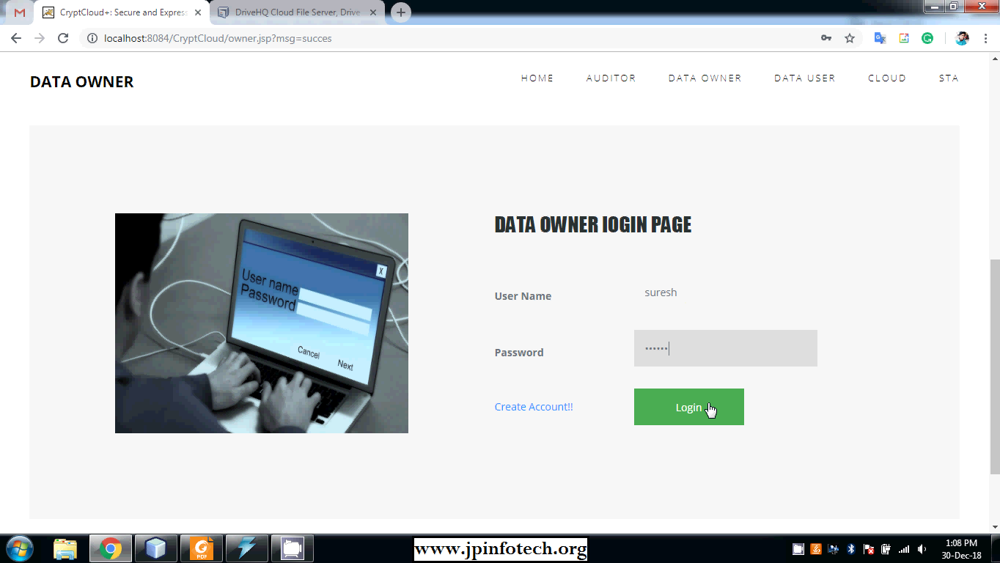 CryptCloud+: Secure and Express
DriveHQ Cloud File Server, Drive
localhost:8084/CryptCloud/owner.jsp?msg=succes
DATA OWNER
HOME AUDITOR DATA OWNER DATA USER CLOUD STA
DATA OWNER lOGIN PAGE
User name
Password
Cancel
Next
X
User Name
suresh
Password
••••••
Create Account!!
Login
PDF
www.jpinfotech.org
1:08 PM
30-Dec-18